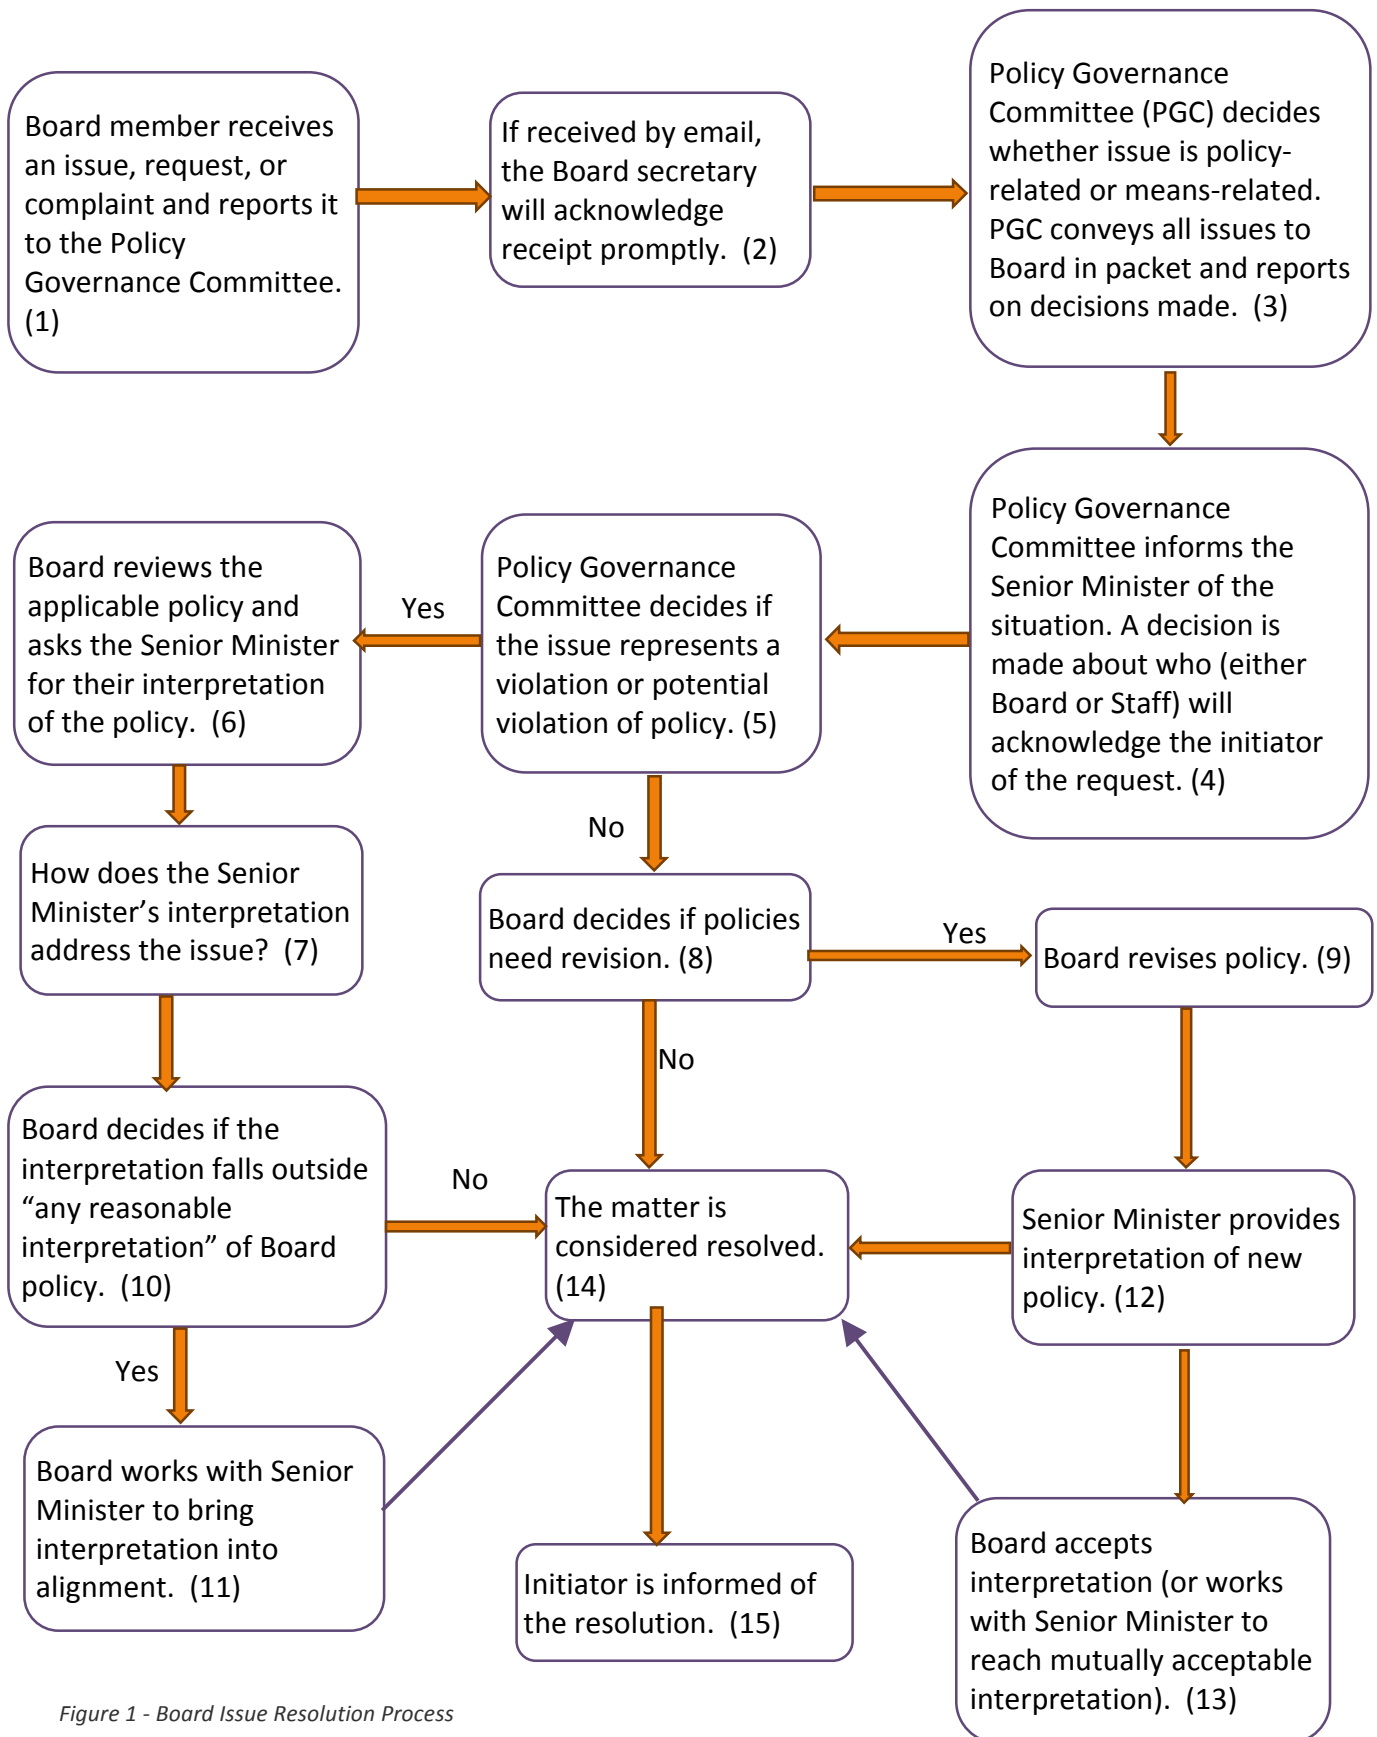 Board member receives
an issue, request, or
complaint and reports it
to the Policy
Governance Committee.
(1)
If received by email,
the Board secretary
will acknowledge
receipt promptly.  (2)
Policy Governance
Committee (PGC) decides
whether issue is policy-
related or means-related.
PGC conveys all issues to
Board in packet and reports
on decisions made.  (3)
Policy Governance
Committee informs the
Senior Minister of the
situation. A decision is
made about who (either
Board or Staff) will
acknowledge the initiator
of the request. (4)
Policy Governance
Committee decides if
the issue represents a
violation or potential
violation of policy. (5)
Yes
Board reviews the
applicable policy and
asks the Senior Minister
for their interpretation
of the policy.  (6)
How does the Senior
Minister’s interpretation
address the issue?  (7)
No
Board decides if policies
need revision. (8)
Yes
Board revises policy. (9)
No
Board decides if the
interpretation falls outside
“any reasonable
interpretation” of Board
policy.  (10)
No
The matter is
considered resolved.
(14)
Senior Minister provides
interpretation of new
policy. (12)
Yes
Board works with Senior
Minister to bring
interpretation into
alignment.  (11)
Initiator is informed of
the resolution.  (15)
Board accepts
interpretation (or works
with Senior Minister to
reach mutually acceptable
interpretation).  (13)
Figure 1 - Board Issue Resolution Process